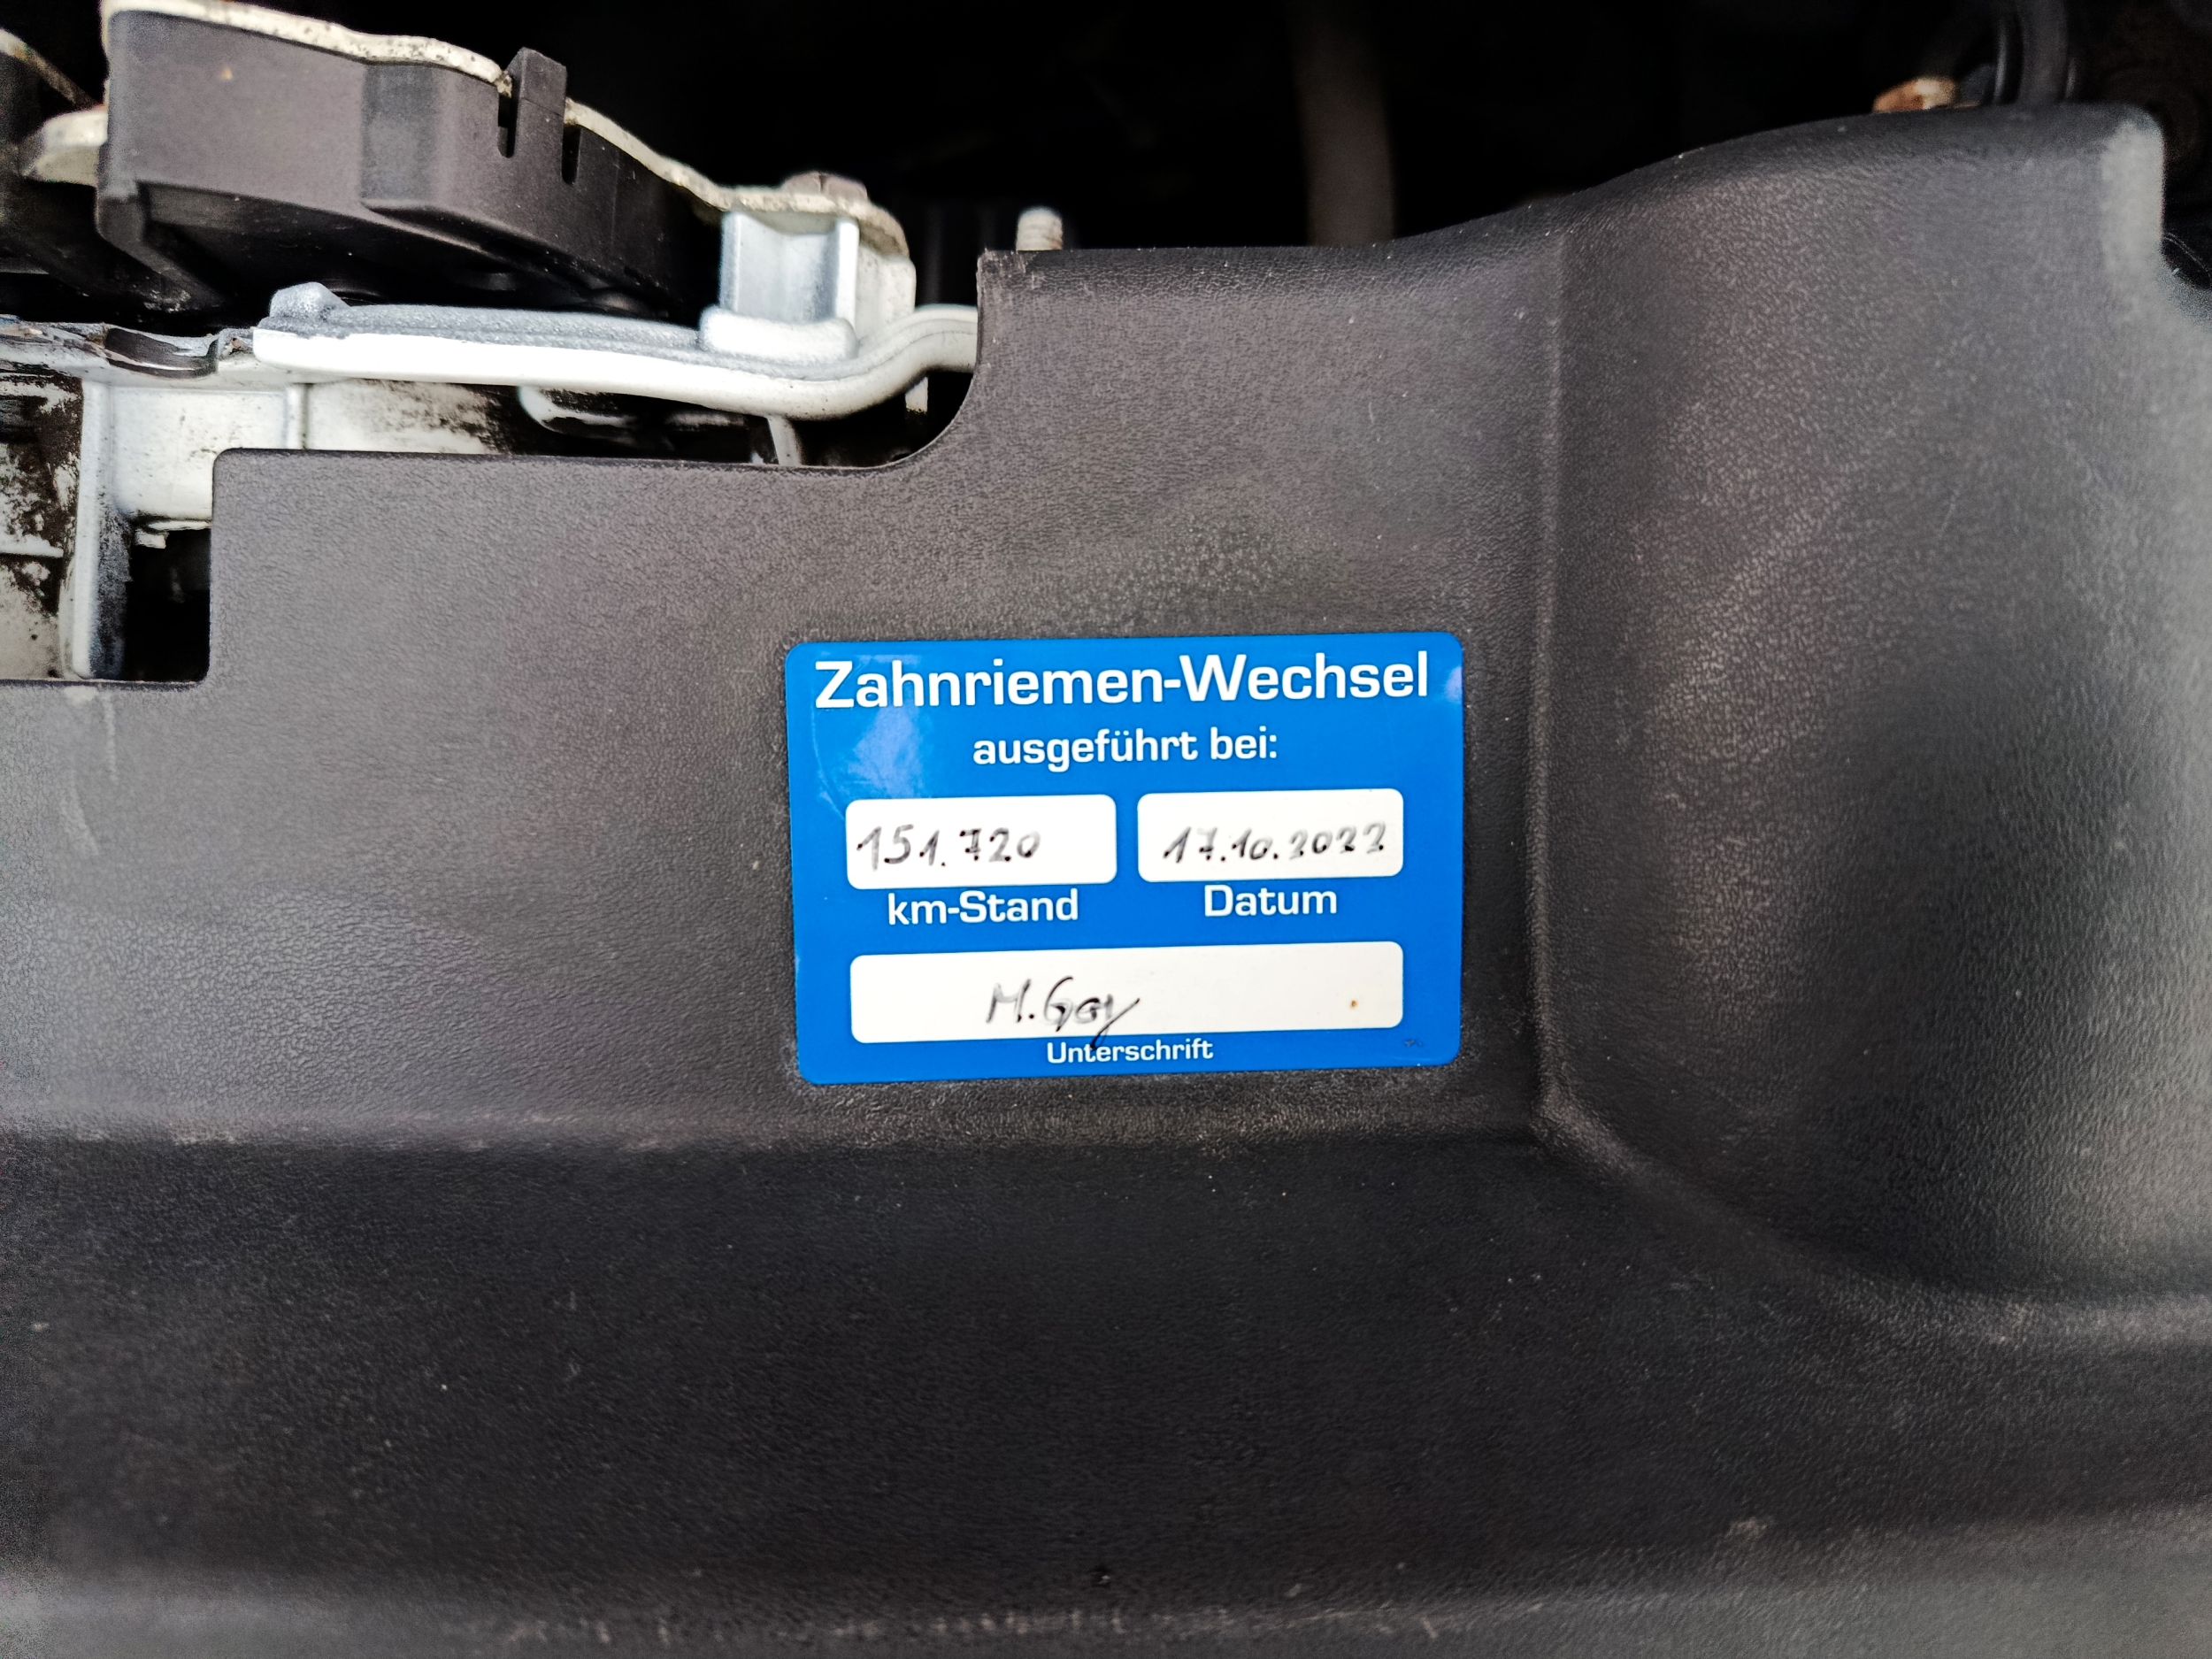 Zahnriemen-Wechsel
ausgeführt bei:
151.720 17.10.2022
km-Stand Datum
M. Gay
Unterschrift